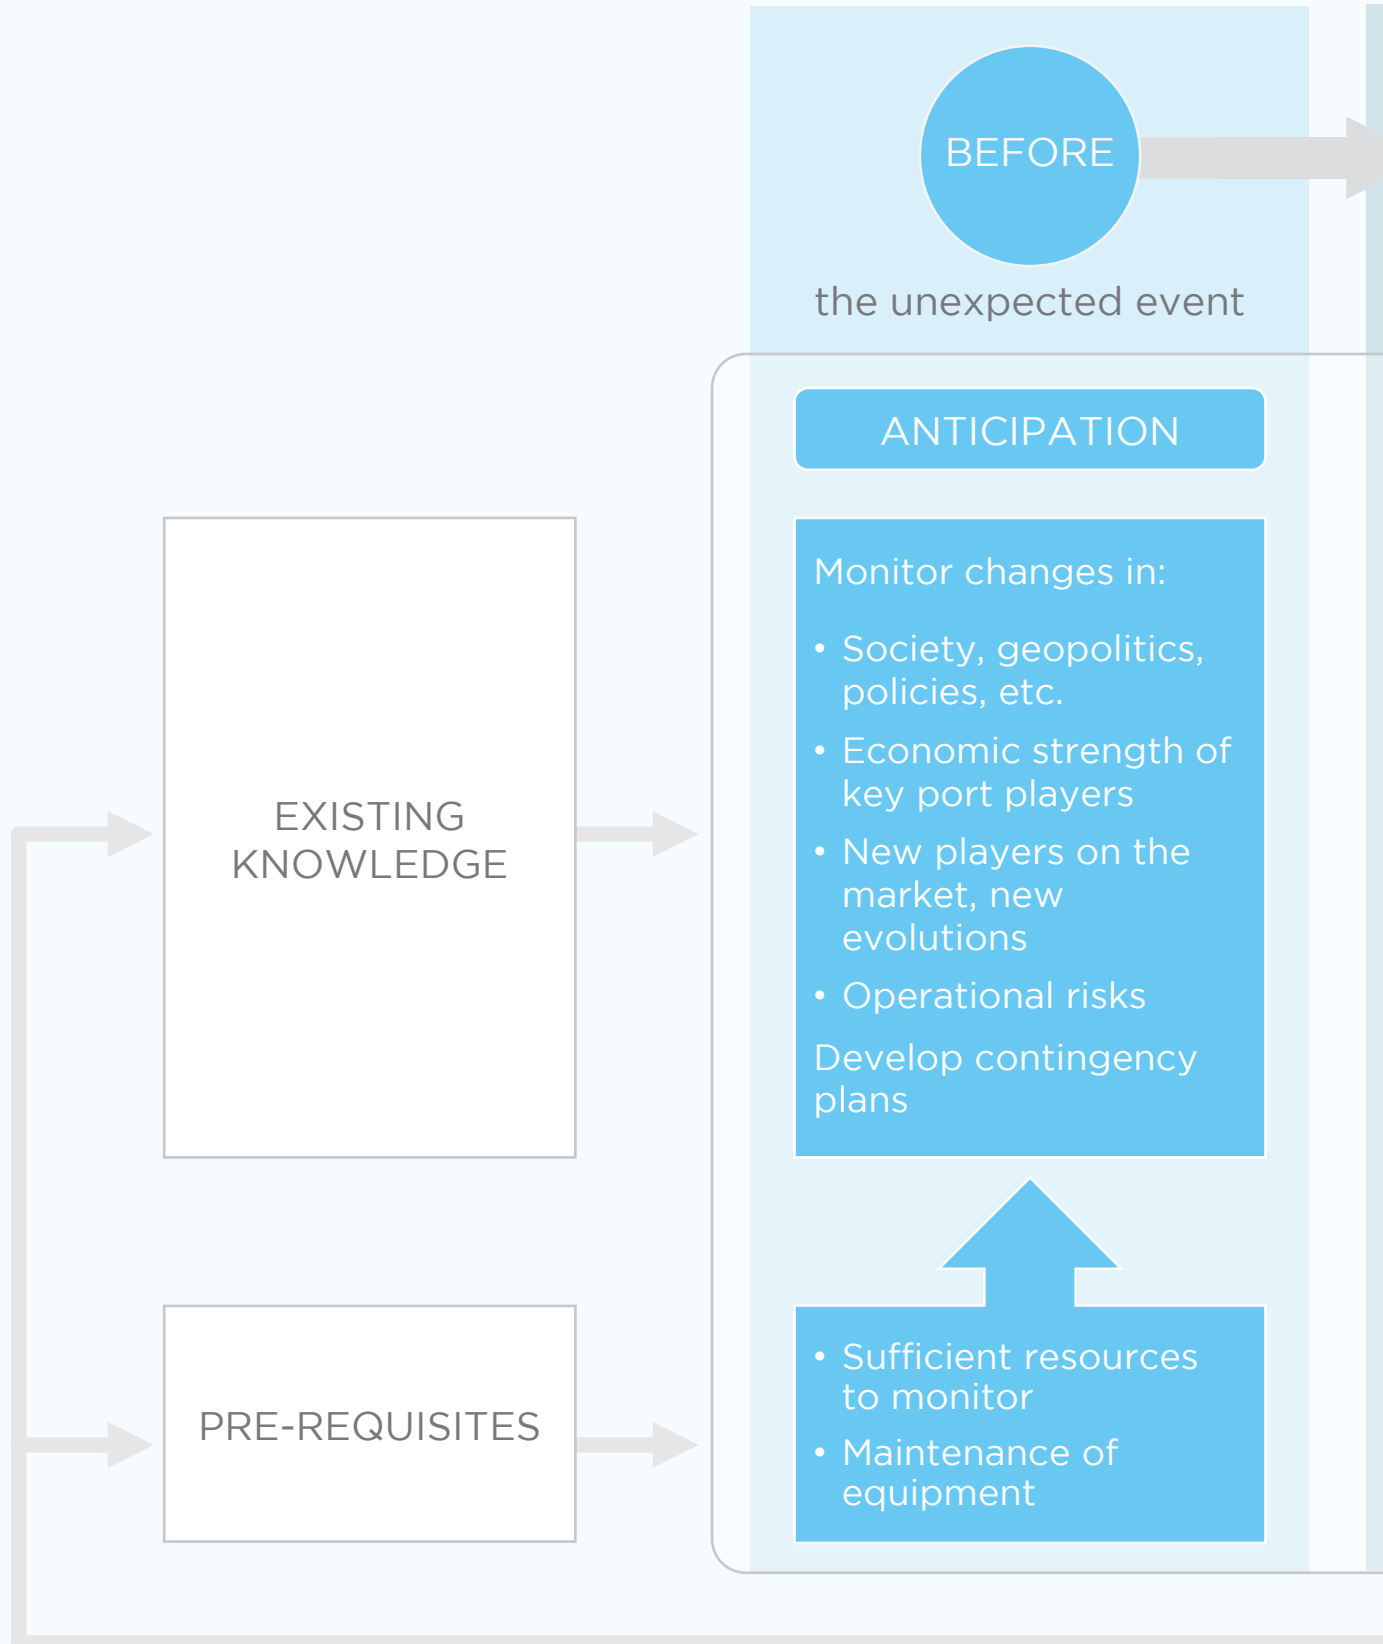 BEFORE
the unexpected event
ANTICIPATION
EXISTING
KNOWLEDGE
Monitor changes in:
• Society, geopolitics,
policies, etc.
• Economic strength of
key port players
• New players on the
market, new
evolutions
• Operational risks
Develop contingency
plans
PRE-REQUISITES
• Sufficient resources
to monitor
• Maintenance of
equipment